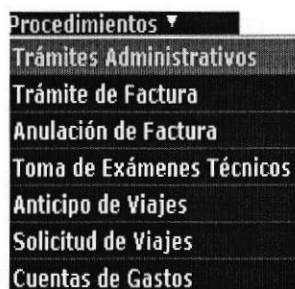 Procedimientos ▼
Trámites Administrativos
Trámite de Factura
Anulación de Factura
Toma de Exámenes Técnicos
Anticipo de Viajes
Solicitud de Viajes
Cuentas de Gastos